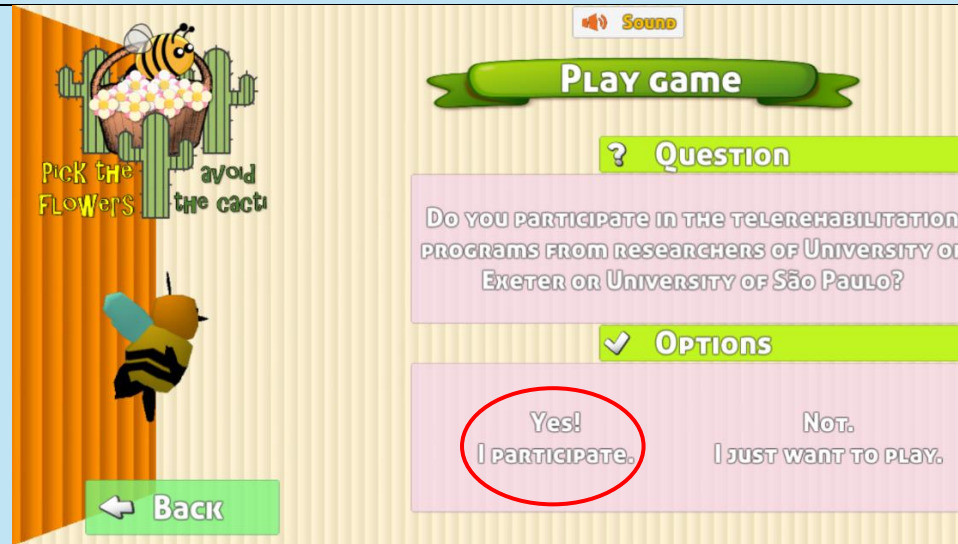 Sound
Play game
Pick the
Flowers
avoid
the cacti
? Question
Do you participate in the telerehabilitation
programs from researchers of University of
Exeter or University of São Paulo?
Options
Yes!
I participate.
Not.
I just want to play.
Back